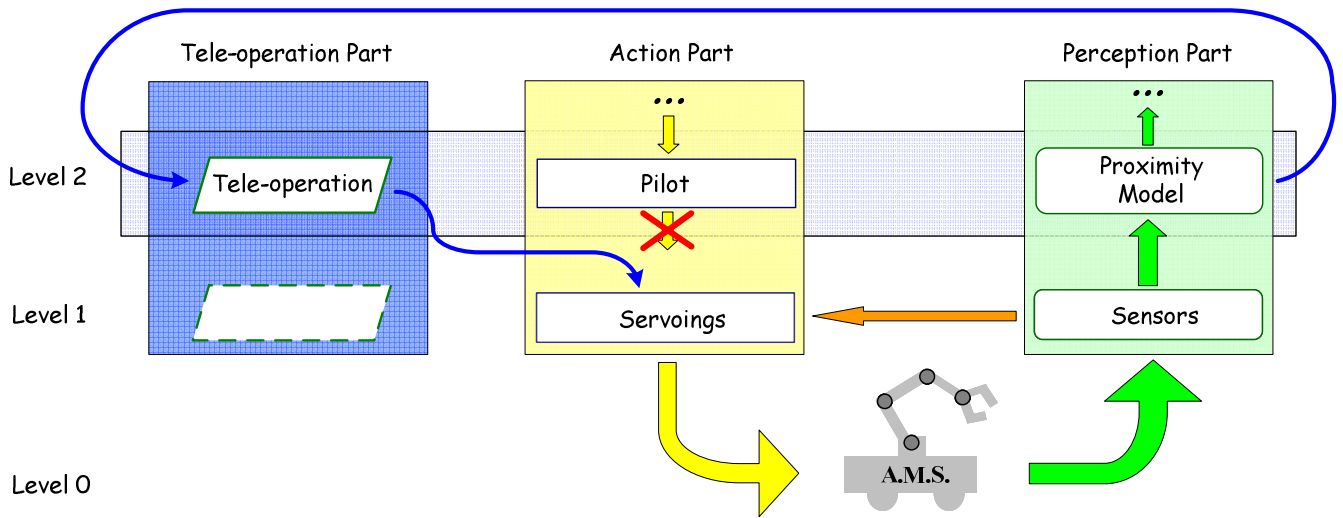 Tele-operation Part
Action Part
Perception Part
...
...
Level 2
Tele-operation
Pilot
Proximity
Model
Level 1
Servoings
Sensors
Level 0
A.M.S.